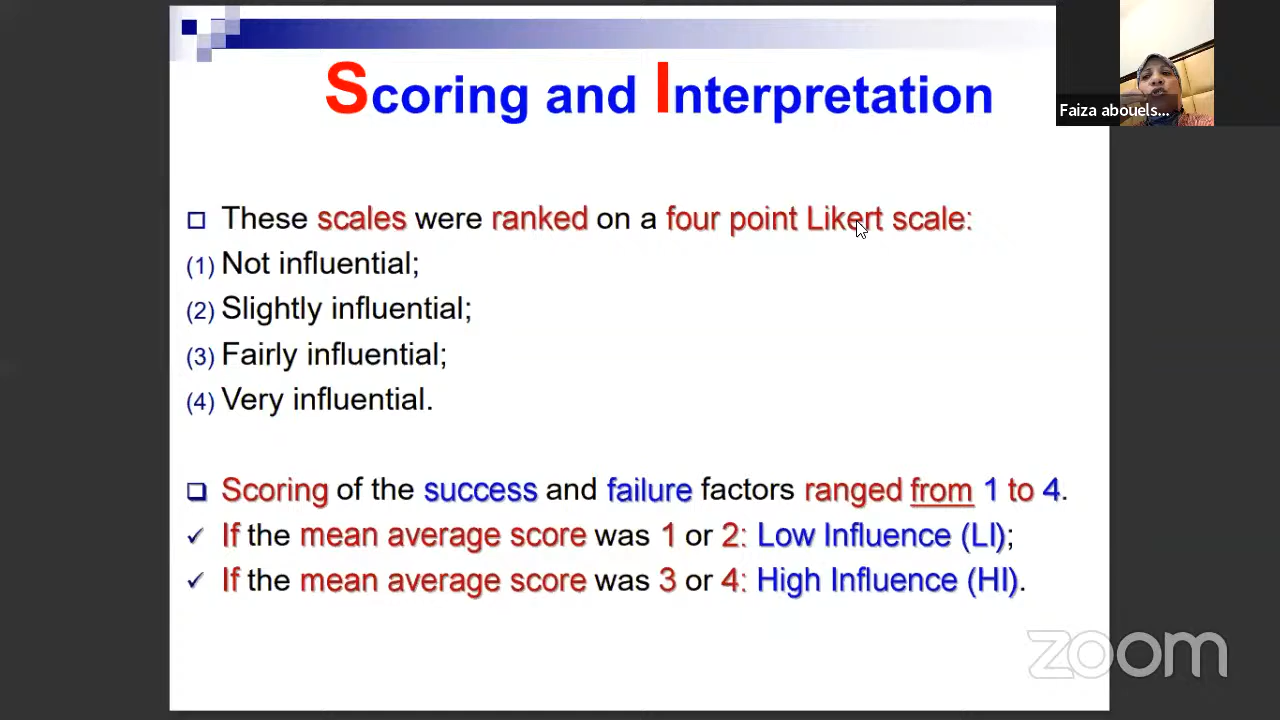 Scoring and Interpretation
Faiza abouels...
These scales were ranked on a four point Likert scale:
(1) Not influential;
(2) Slightly influential;
(3) Fairly influential;
(4) Very influential.
Scoring of the success and failure factors ranged from 1 to 4.
If the mean average score was 1 or 2: Low Influence (LI);
If the mean average score was 3 or 4: High Influence (HI).
zoom